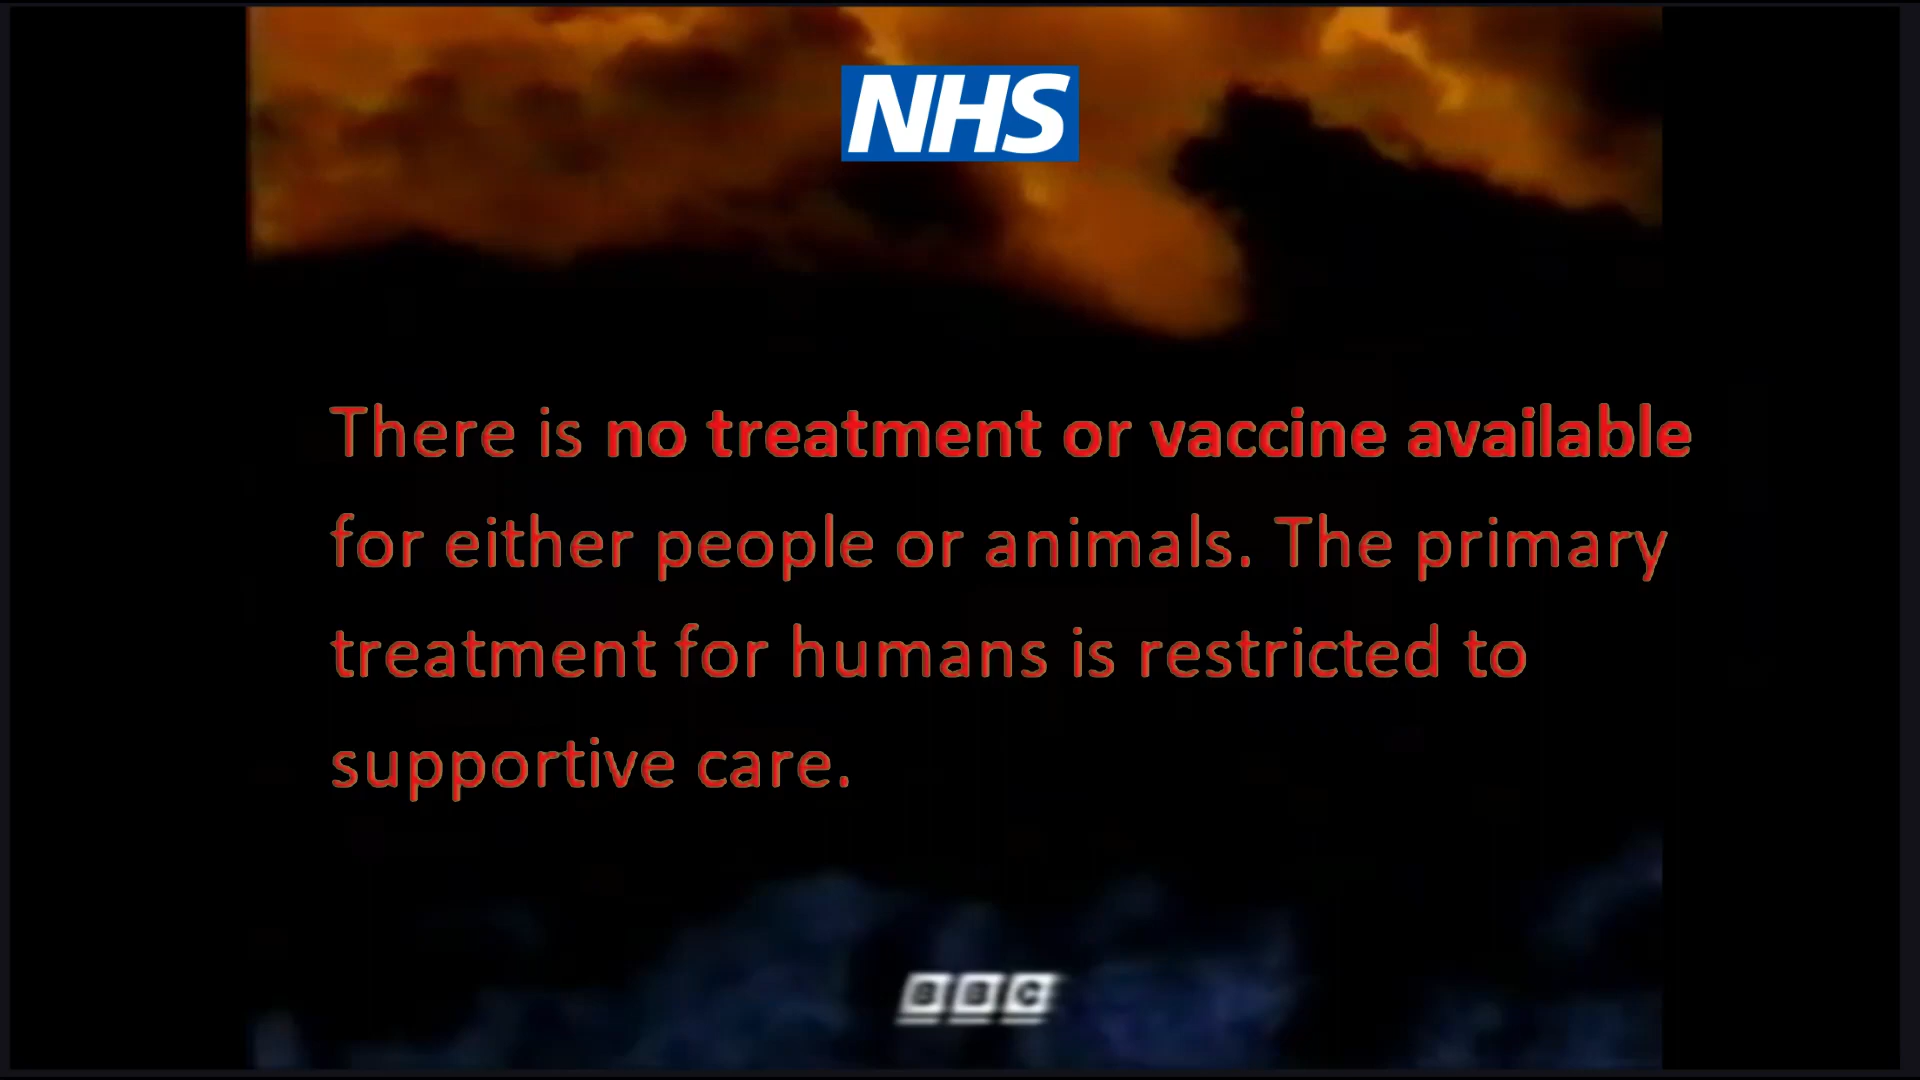 NHS
There is no treatment or vaccine available
for either people or animals. The primary
treatment for humans is restricted to
supportive care.
BBC